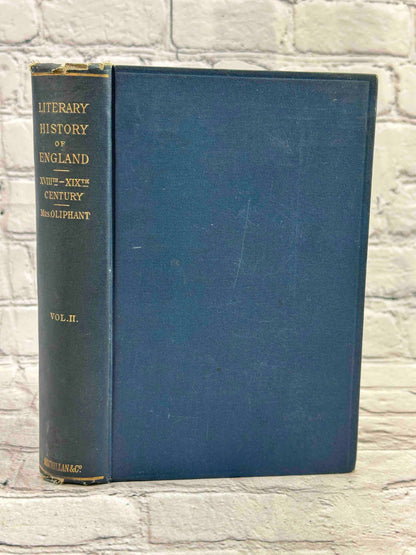 LITERARY
HISTORY
OF
ENGLAND
XVIIITH–XIXTH
CENTURY
MRS. OLIPHANT
VOL. II.
MACMILLAN & Co.